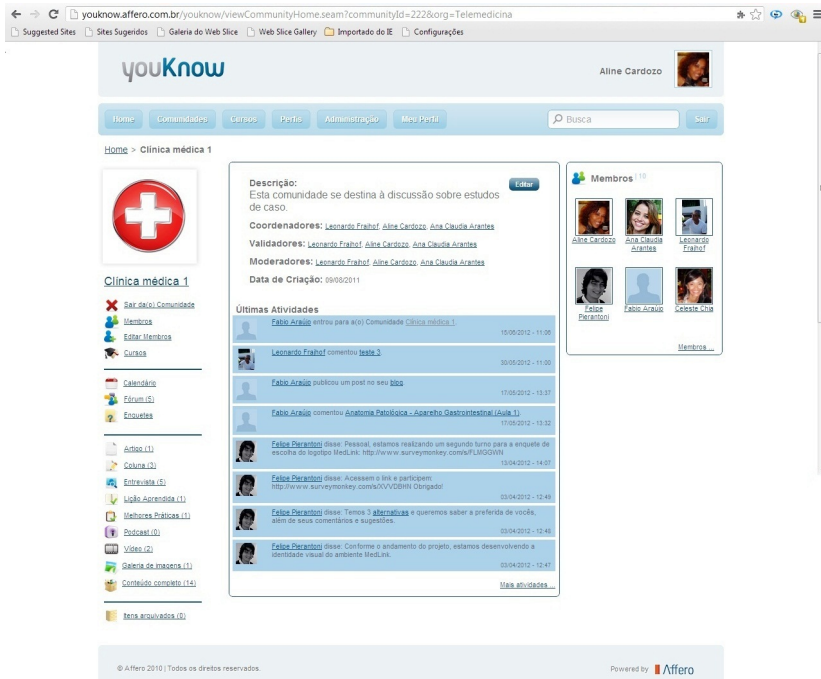 youknow.affero.com.br/youknow/viewCommunityHome.seam?communityId=222&org=Telemedicina
Suggested Sites Sites Sugeridos Galeria do Web Slice Web Slice Gallery Importado do IE Configurações
youKnow
Aline Cardozo
Home Comunidades Cursos Perfis Administração Meu Perfil Busca Sair
Home > Clínica médica 1
Clínica médica 1
Sair da(o) Comunidade
Membros
Editar Membros
Cursos
Calendário
Fórum (5)
Enquetes
Artigo (1)
Coluna (3)
Entrevista (5)
Lição Aprendida (1)
Melhores Práticas (1)
Podcast (0)
Vídeo (2)
Galeria de imagens (1)
Conteúdo completo (14)
Itens arquivados (0)
Descrição:
Editar
Esta comunidade se destina à discussão sobre estudos
de caso.
Coordenadores: Leonardo Fraihof, Aline Cardozo, Ana Claudia Arantes
Validadores: Leonardo Fraihof, Aline Cardozo, Ana Claudia Arantes
Moderadores: Leonardo Fraihof, Aline Cardozo, Ana Claudia Arantes
Data de Criação: 09/08/2011
Últimas Atividades
Fabio Araújo entrou para a(o) Comunidade Clínica médica 1.
15/06/2012 - 11:05
Leonardo Fraihof comentou teste 3.
30/05/2012 - 11:00
Fabio Araújo publicou um post no seu blog.
17/05/2012 - 13:37
Fabio Araújo comentou Anatomia Patológica - Aparelho Gastrointestinal (Aula 1).
17/05/2012 - 13:32
Felipe Pierantoni disse: Pessoal, estamos realizando um segundo turno para a enquete de
escolha do logotipo MedLink: http://www.surveymonkey.com/s/FLMGGWN
13/04/2012 - 14:07
Felipe Pierantoni disse: Acessem o link e participem.
http://www.surveymonkey.com/s/XVVDBHN Obrigado!
03/04/2012 - 12:49
Felipe Pierantoni disse: Temos 3 alternativas e queremos saber a preferida de vocês,
além de seus comentários e sugestões.
03/04/2012 - 12:48
Felipe Pierantoni disse: Conforme o andamento do projeto, estamos desenvolvendo a
identidade visual do ambiente MedLink.
03/04/2012 - 12:47
Mais atividades ...
Membros
Aline Cardozo
Ana Claudia
Arantes
Leonardo
Fraihof
Felipe
Pierantoni
Fabio Araújo
Celeste Chia
Membros ...
© Affero 2010 | Todos os direitos reservados.
Powered by Affero